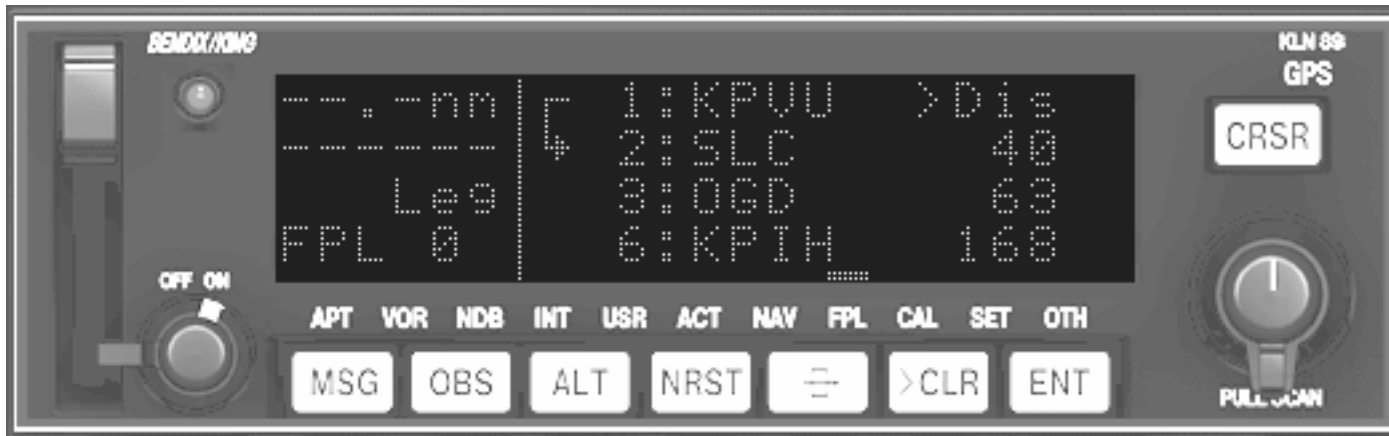 BENDIX/KING
KLN 89
GPS
--.-nm
1:KPVU >Dis
------
2:SLC 40
Leg
3:OGD 63
FPL 0
6:KPIH 168
CRSR
OFF ON
APT VOR NDB INT USR ACT NAV FPL CAL SET OTH
MSG OBS ALT NRST >CLR ENT
PULL SCAN